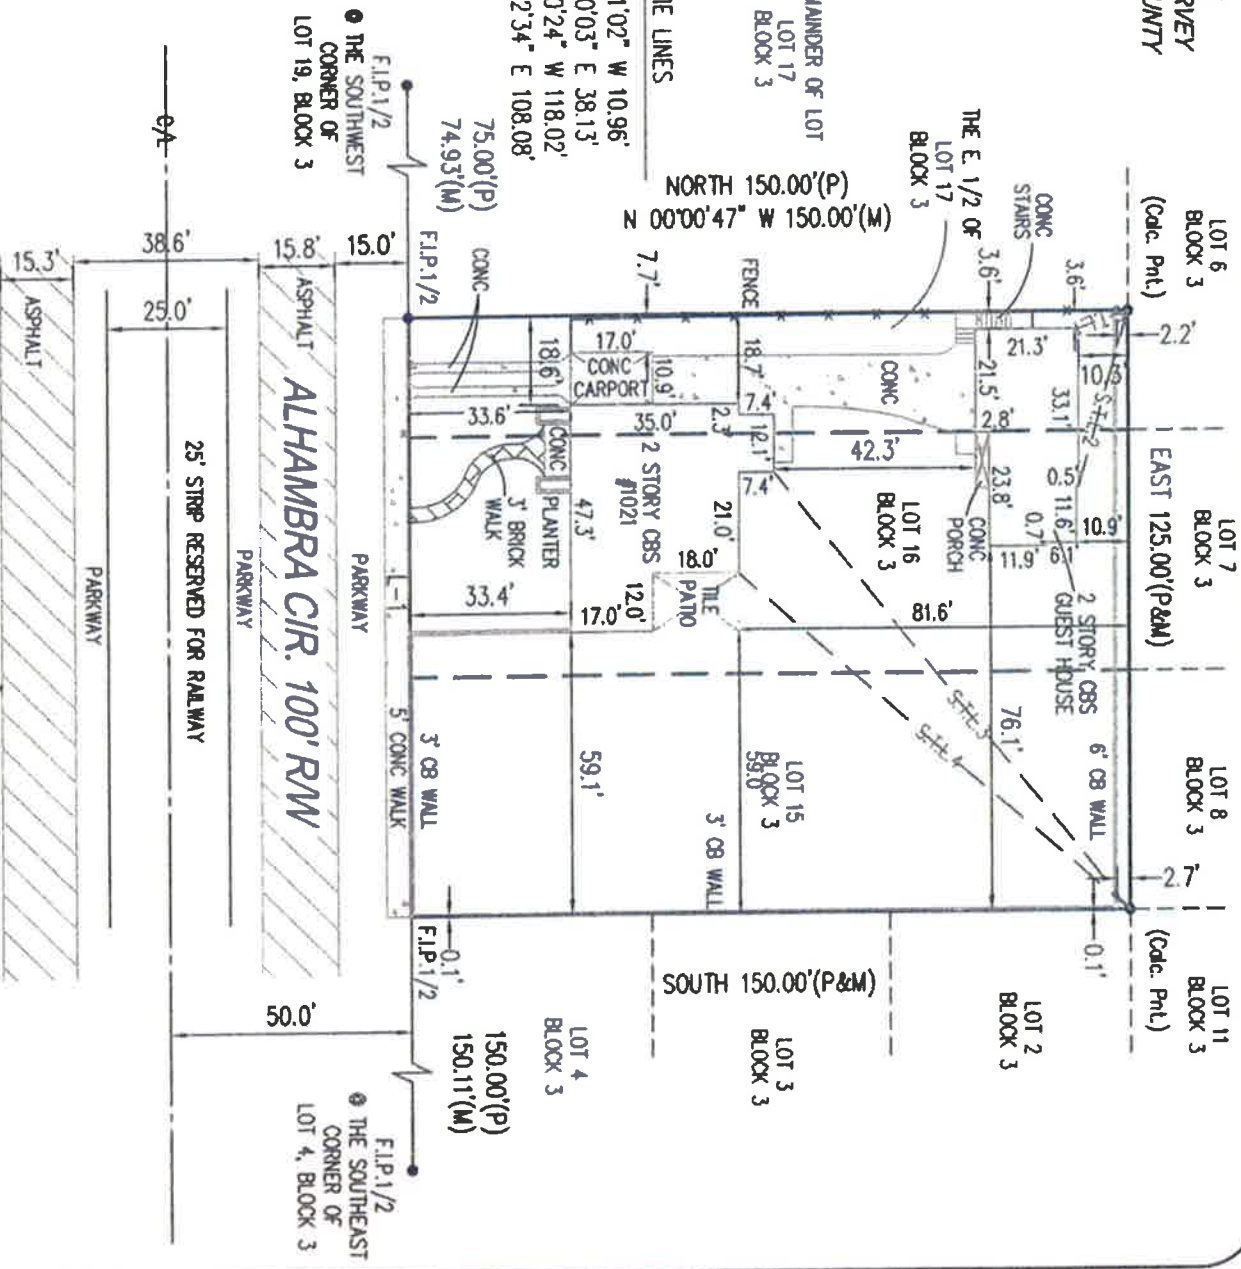 RVEY
UNTY
LOT 6
BLOCK 3
(Calc. Pnt.)
LOT 7
BLOCK 3
LOT 8
BLOCK 3
LOT 11
BLOCK 3
(Calc. Pnt.)
EAST 125.00'(P&M)
2.2'
2.7'
0.1'
6' CB WALL
CONC
STAIRS
3.6'
3.6'
21.3'
10.3'
33.1'
0.5'
11.6'
10.9'
0.7'
6.1'
11.9'
2 STORY CBS
GUEST HOUSE
21.5'
2.8'
23.8'
76.1'
CONC
PORCH
THE E. 1/2 OF
LOT 17
BLOCK 3
MAINDER OF LOT
LOT 17
BLOCK 3
NORTH 150.00'(P)
N 00°00'47" W 150.00'(M)
CONC
42.3'
LOT 16
BLOCK 3
81.6'
S.T.L 3
S.T.L 4
LOT 2
BLOCK 3
SOUTH 150.00'(P&M)
FENCE
18.7'
7.4'
12.1'
7.4'
21.0'
LOT 15
BLOCK 3
59.0'
3' CB WALL
LOT 3
BLOCK 3
IE LINES
1'02" W 10.96'
0'03" E 38.13'
0'24" W 118.02'
2'34" E 108.08'
7.7'
17.0'
CONC
CARPORT
10.9'
2.3'
35.0'
2 STORY CBS
#1021
18.0'
TILE
PATIO
12.0'
17.0'
18.6'
47.3'
59.1'
LOT 4
BLOCK 3
75.00'(P)
74.93'(M)
CONC
33.6'
CONC
PLANTER
3' BRICK
WALK
33.4'
150.00'(P)
150.11'(M)
F.I.P.1/2
F.I.P.1/2
0.1'
3' CB WALL
5' CONC WALK
F.I.P.1/2
@ THE SOUTHWEST
CORNER OF
LOT 19, BLOCK 3
F.I.P.1/2
@ THE SOUTHEAST
CORNER OF
LOT 4, BLOCK 3
15.0'
PARKWAY
15.8'
ASPHALT
ALHAMBRA CIR. 100' R/W
50.0'
38.6'
PARKWAY
25.0'
25' STRIP RESERVED FOR RAILWAY
C/L
PARKWAY
15.3'
ASPHALT